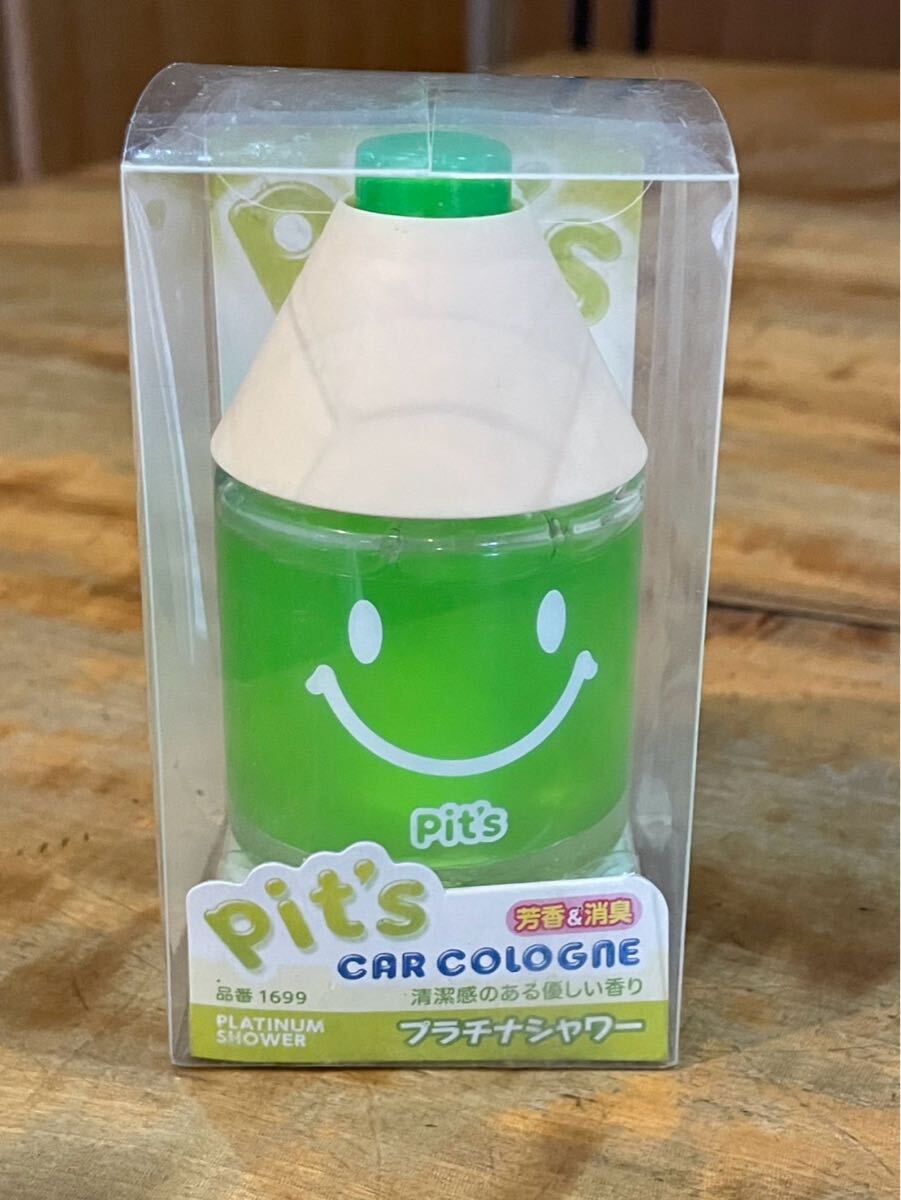 Pit's
Pit's
芳香&消臭
CAR COLOGNE
品番 1699
清潔感のある優しい香り
PLATINUM
SHOWER
プラチナシャワー